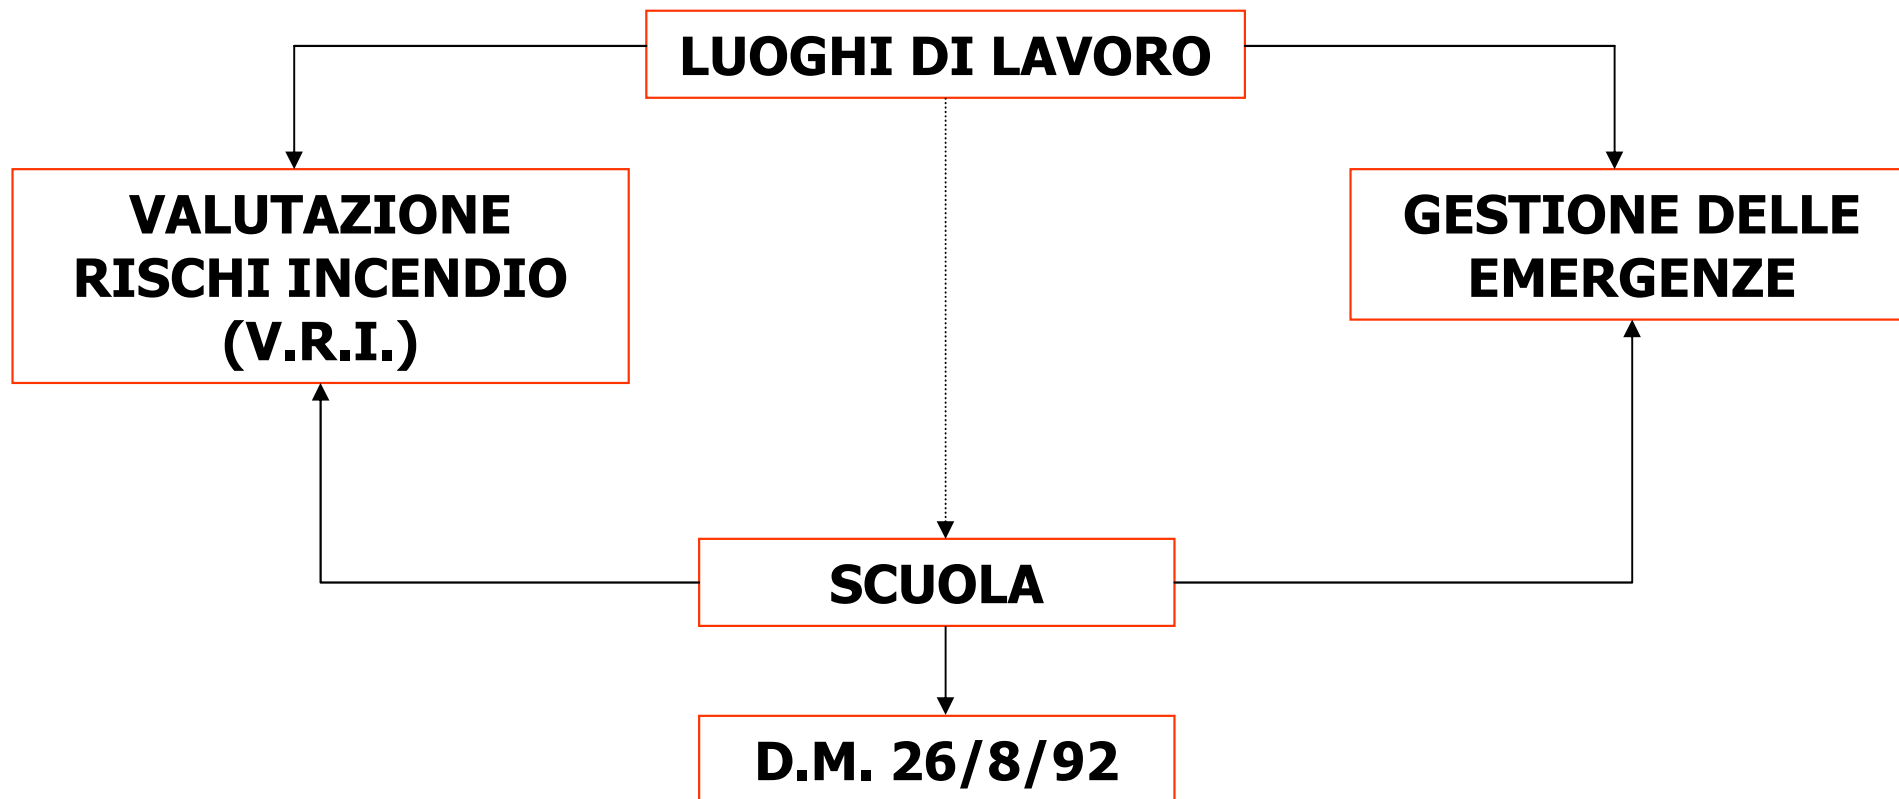 LUOGHI DI LAVORO
VALUTAZIONE
RISCHI INCENDIO
(V.R.I.)
GESTIONE DELLE
EMERGENZE
SCUOLA
D.M. 26/8/92